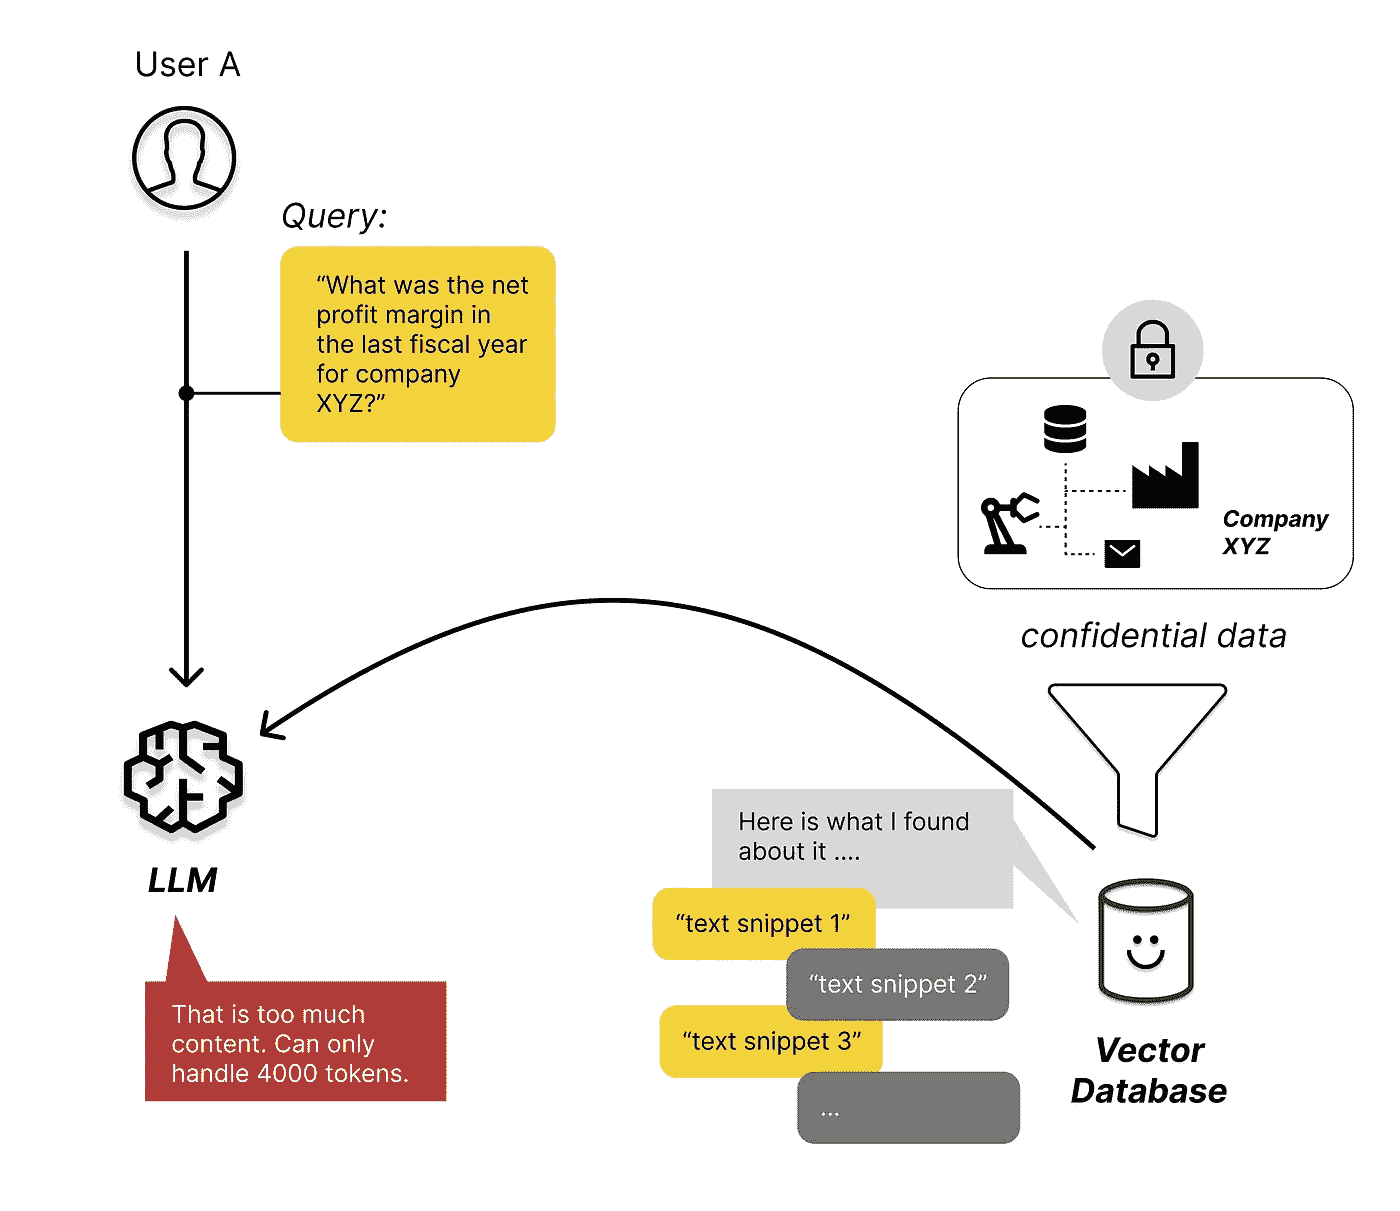 User A
Query:
“What was the net
profit margin in
the last fiscal year
for company
XYZ?”
Company
XYZ
confidential data
LLM
That is too much
content. Can only
handle 4000 tokens.
Here is what I found
about it ....
“text snippet 1”
“text snippet 2”
“text snippet 3”
...
Vector
Database